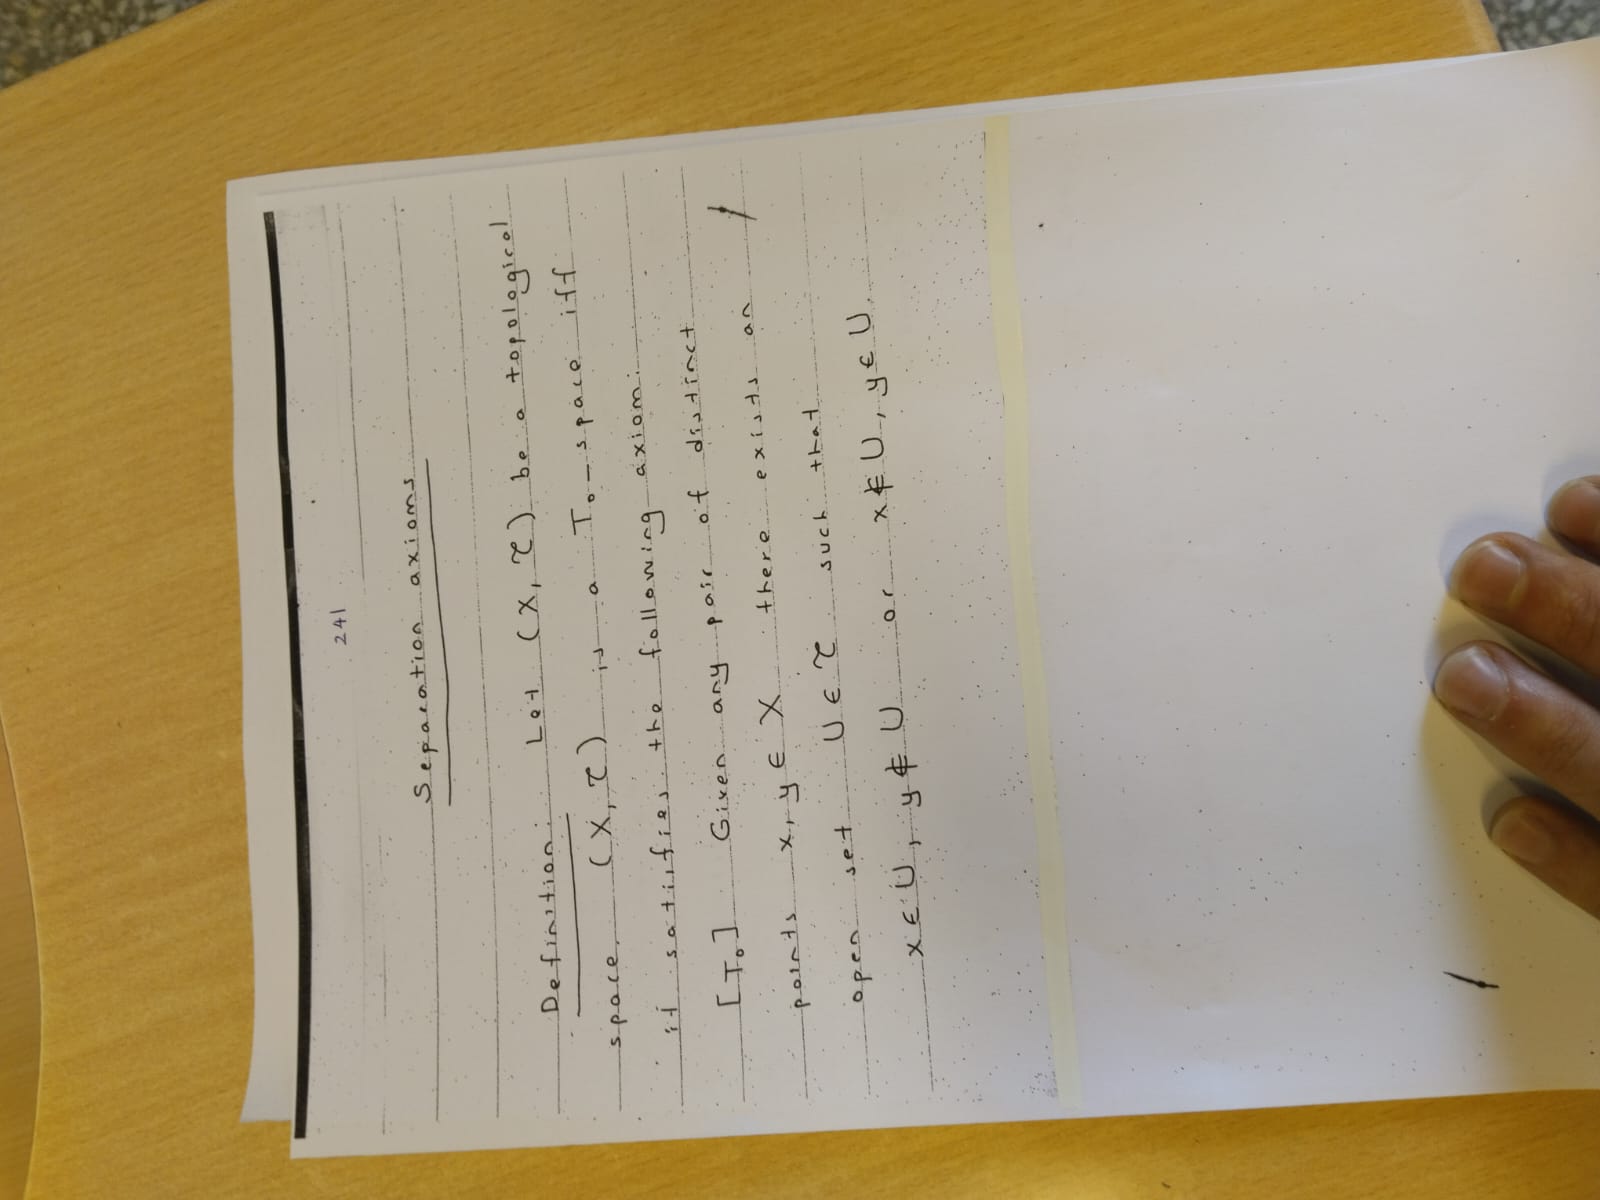 241
Separation axioms
Definition. Let (X, τ) be a topological
space. (X, τ) is a T₀-space iff
it satisfies the following axiom:
[T₀] Given any pair of distinct
points x, y ∈ X there exists an
open set U ∈ τ such that
x ∈ U, y ∉ U or x ∉ U, y ∈ U.